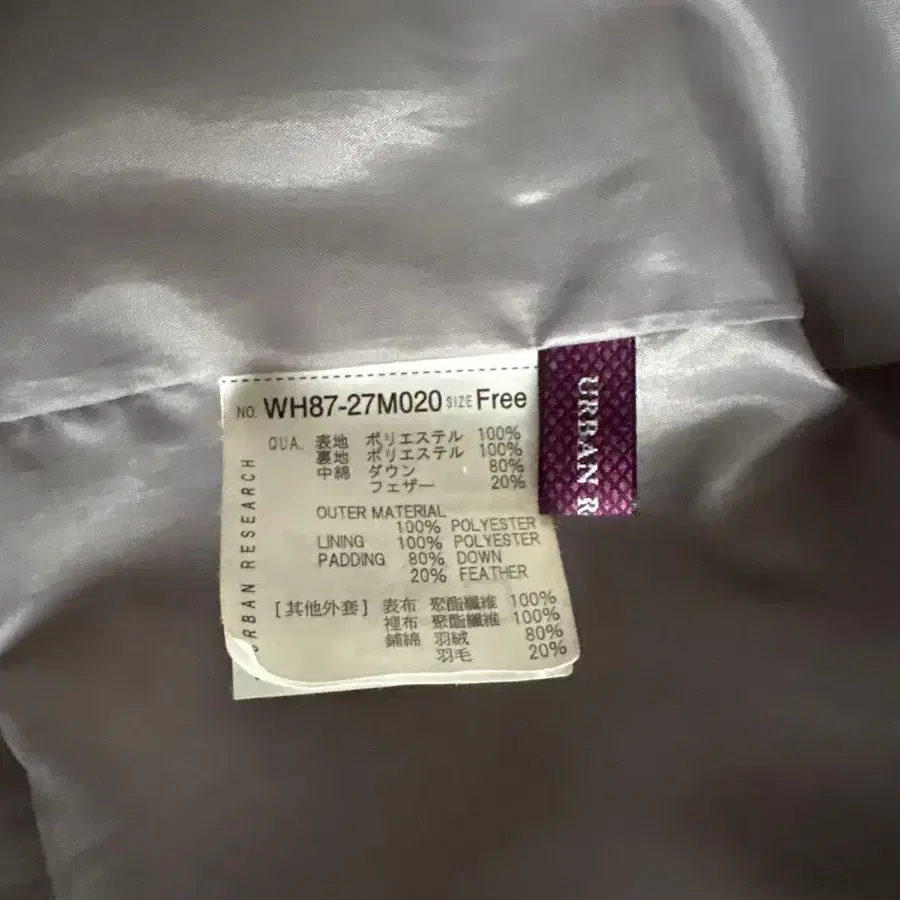 NO. WH87-27M020 SIZE Free
QUA. 表地 ポリエステル 100%
裏地 ポリエステル 100%
中綿 ダウン 80%
フェザー 20%
OUTER MATERIAL
100% POLYESTER
LINING 100% POLYESTER
PADDING 80% DOWN
20% FEATHER
[其他外套] 表布 聚酯纖維 100%
裡布 聚酯纖維 100%
鋪綿 羽絨 80%
羽毛 20%
URBAN RESEARCH
URBAN R